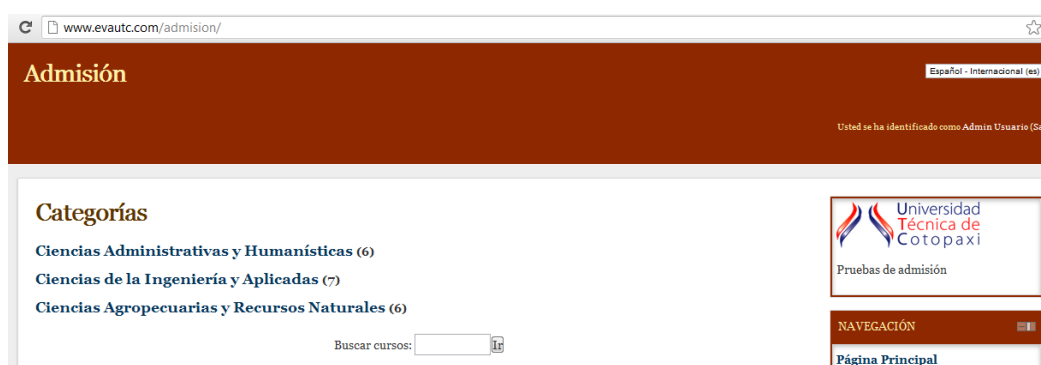 www.evautc.com/admision/
Admisión
Español - Internacional (es)
Usted se ha identificado como Admin Usuario
Categorías
Ciencias Administrativas y Humanísticas (6)
Ciencias de la Ingeniería y Aplicadas (7)
Ciencias Agropecuarias y Recursos Naturales (6)
Buscar cursos:
Ir
Universidad
Técnica de
Cotopaxi
Pruebas de admisión
NAVEGACIÓN
Página Principal